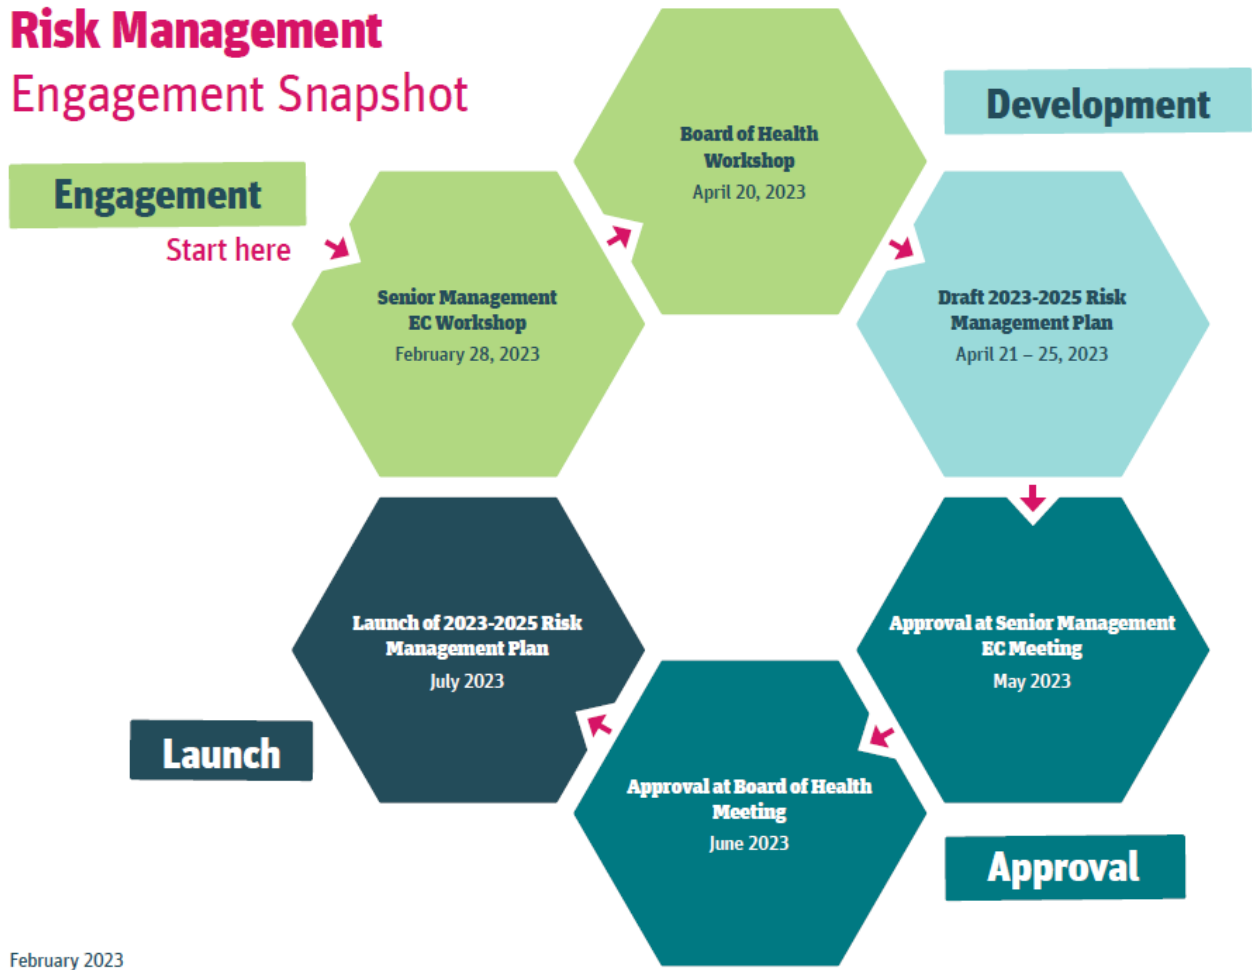 Risk Management
Engagement Snapshot
Engagement
Start here
Senior Management
EC Workshop
February 28, 2023
Board of Health
Workshop
April 20, 2023
Development
Draft 2023-2025 Risk
Management Plan
April 21 – 25, 2023
Approval at Senior Management
EC Meeting
May 2023
Approval
Approval at Board of Health
Meeting
June 2023
Launch of 2023-2025 Risk
Management Plan
July 2023
Launch
February 2023